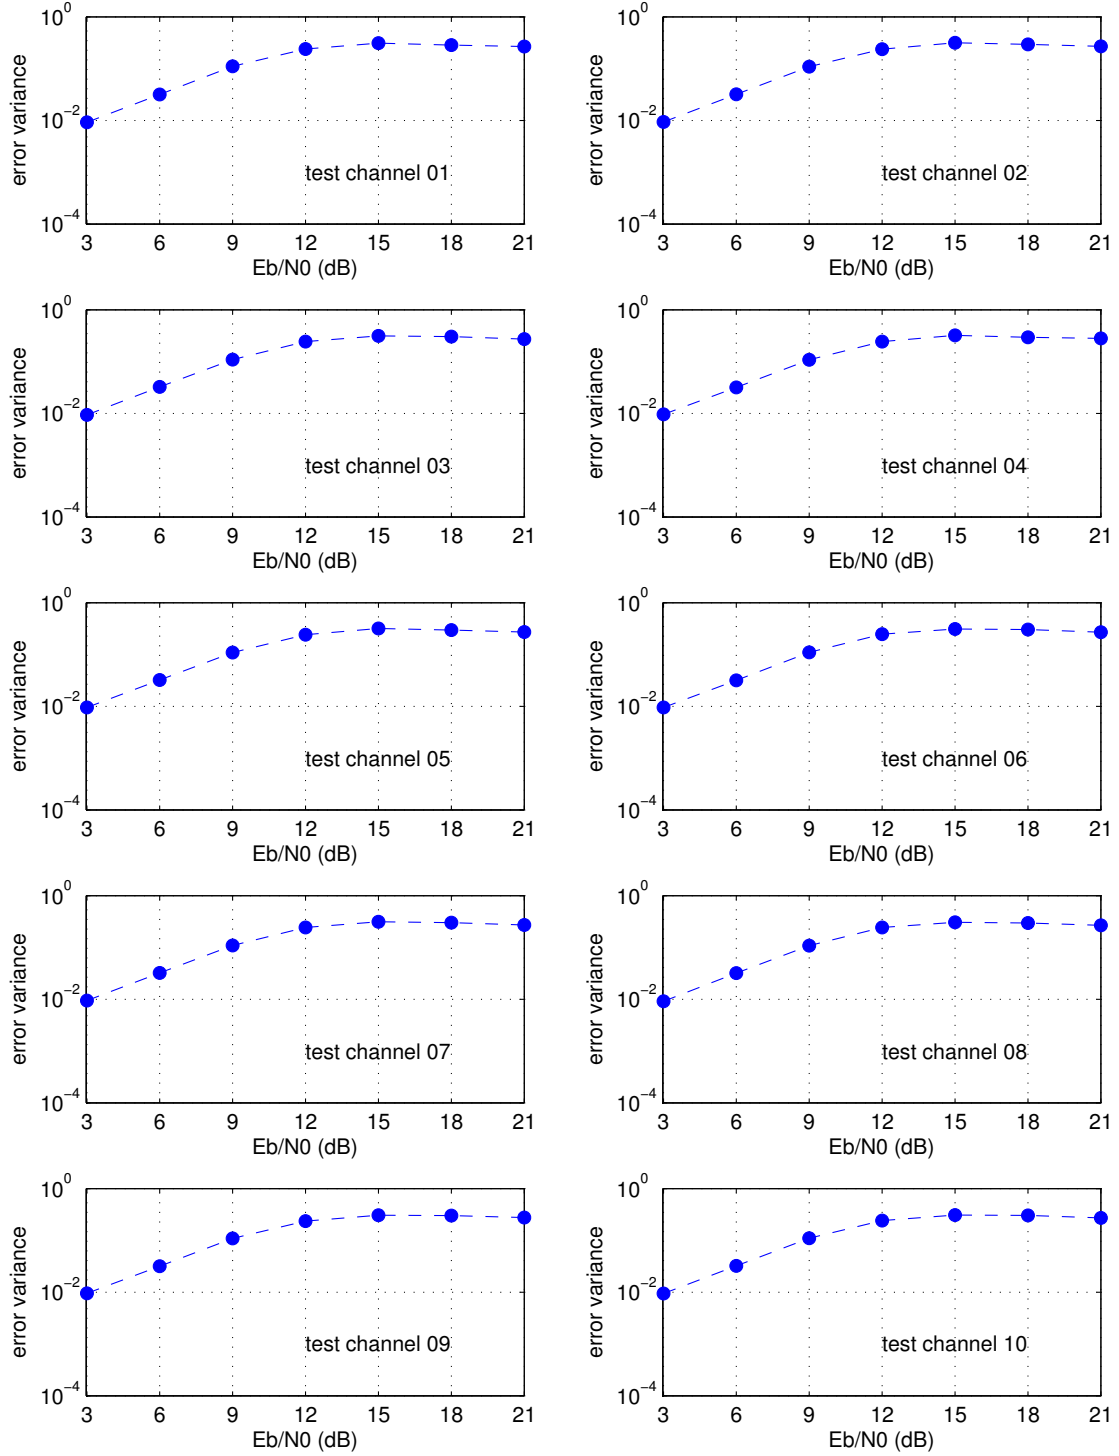 10^0
10^−2
10^−4
error variance
test channel 01
3 6 9 12 15 18 21
Eb/N0 (dB)
10^0
10^−2
10^−4
error variance
test channel 02
3 6 9 12 15 18 21
Eb/N0 (dB)
10^0
10^−2
10^−4
error variance
test channel 03
3 6 9 12 15 18 21
Eb/N0 (dB)
10^0
10^−2
10^−4
error variance
test channel 04
3 6 9 12 15 18 21
Eb/N0 (dB)
10^0
10^−2
10^−4
error variance
test channel 05
3 6 9 12 15 18 21
Eb/N0 (dB)
10^0
10^−2
10^−4
error variance
test channel 06
3 6 9 12 15 18 21
Eb/N0 (dB)
10^0
10^−2
10^−4
error variance
test channel 07
3 6 9 12 15 18 21
Eb/N0 (dB)
10^0
10^−2
10^−4
error variance
test channel 08
3 6 9 12 15 18 21
Eb/N0 (dB)
10^0
10^−2
10^−4
error variance
test channel 09
3 6 9 12 15 18 21
Eb/N0 (dB)
10^0
10^−2
10^−4
error variance
test channel 10
3 6 9 12 15 18 21
Eb/N0 (dB)